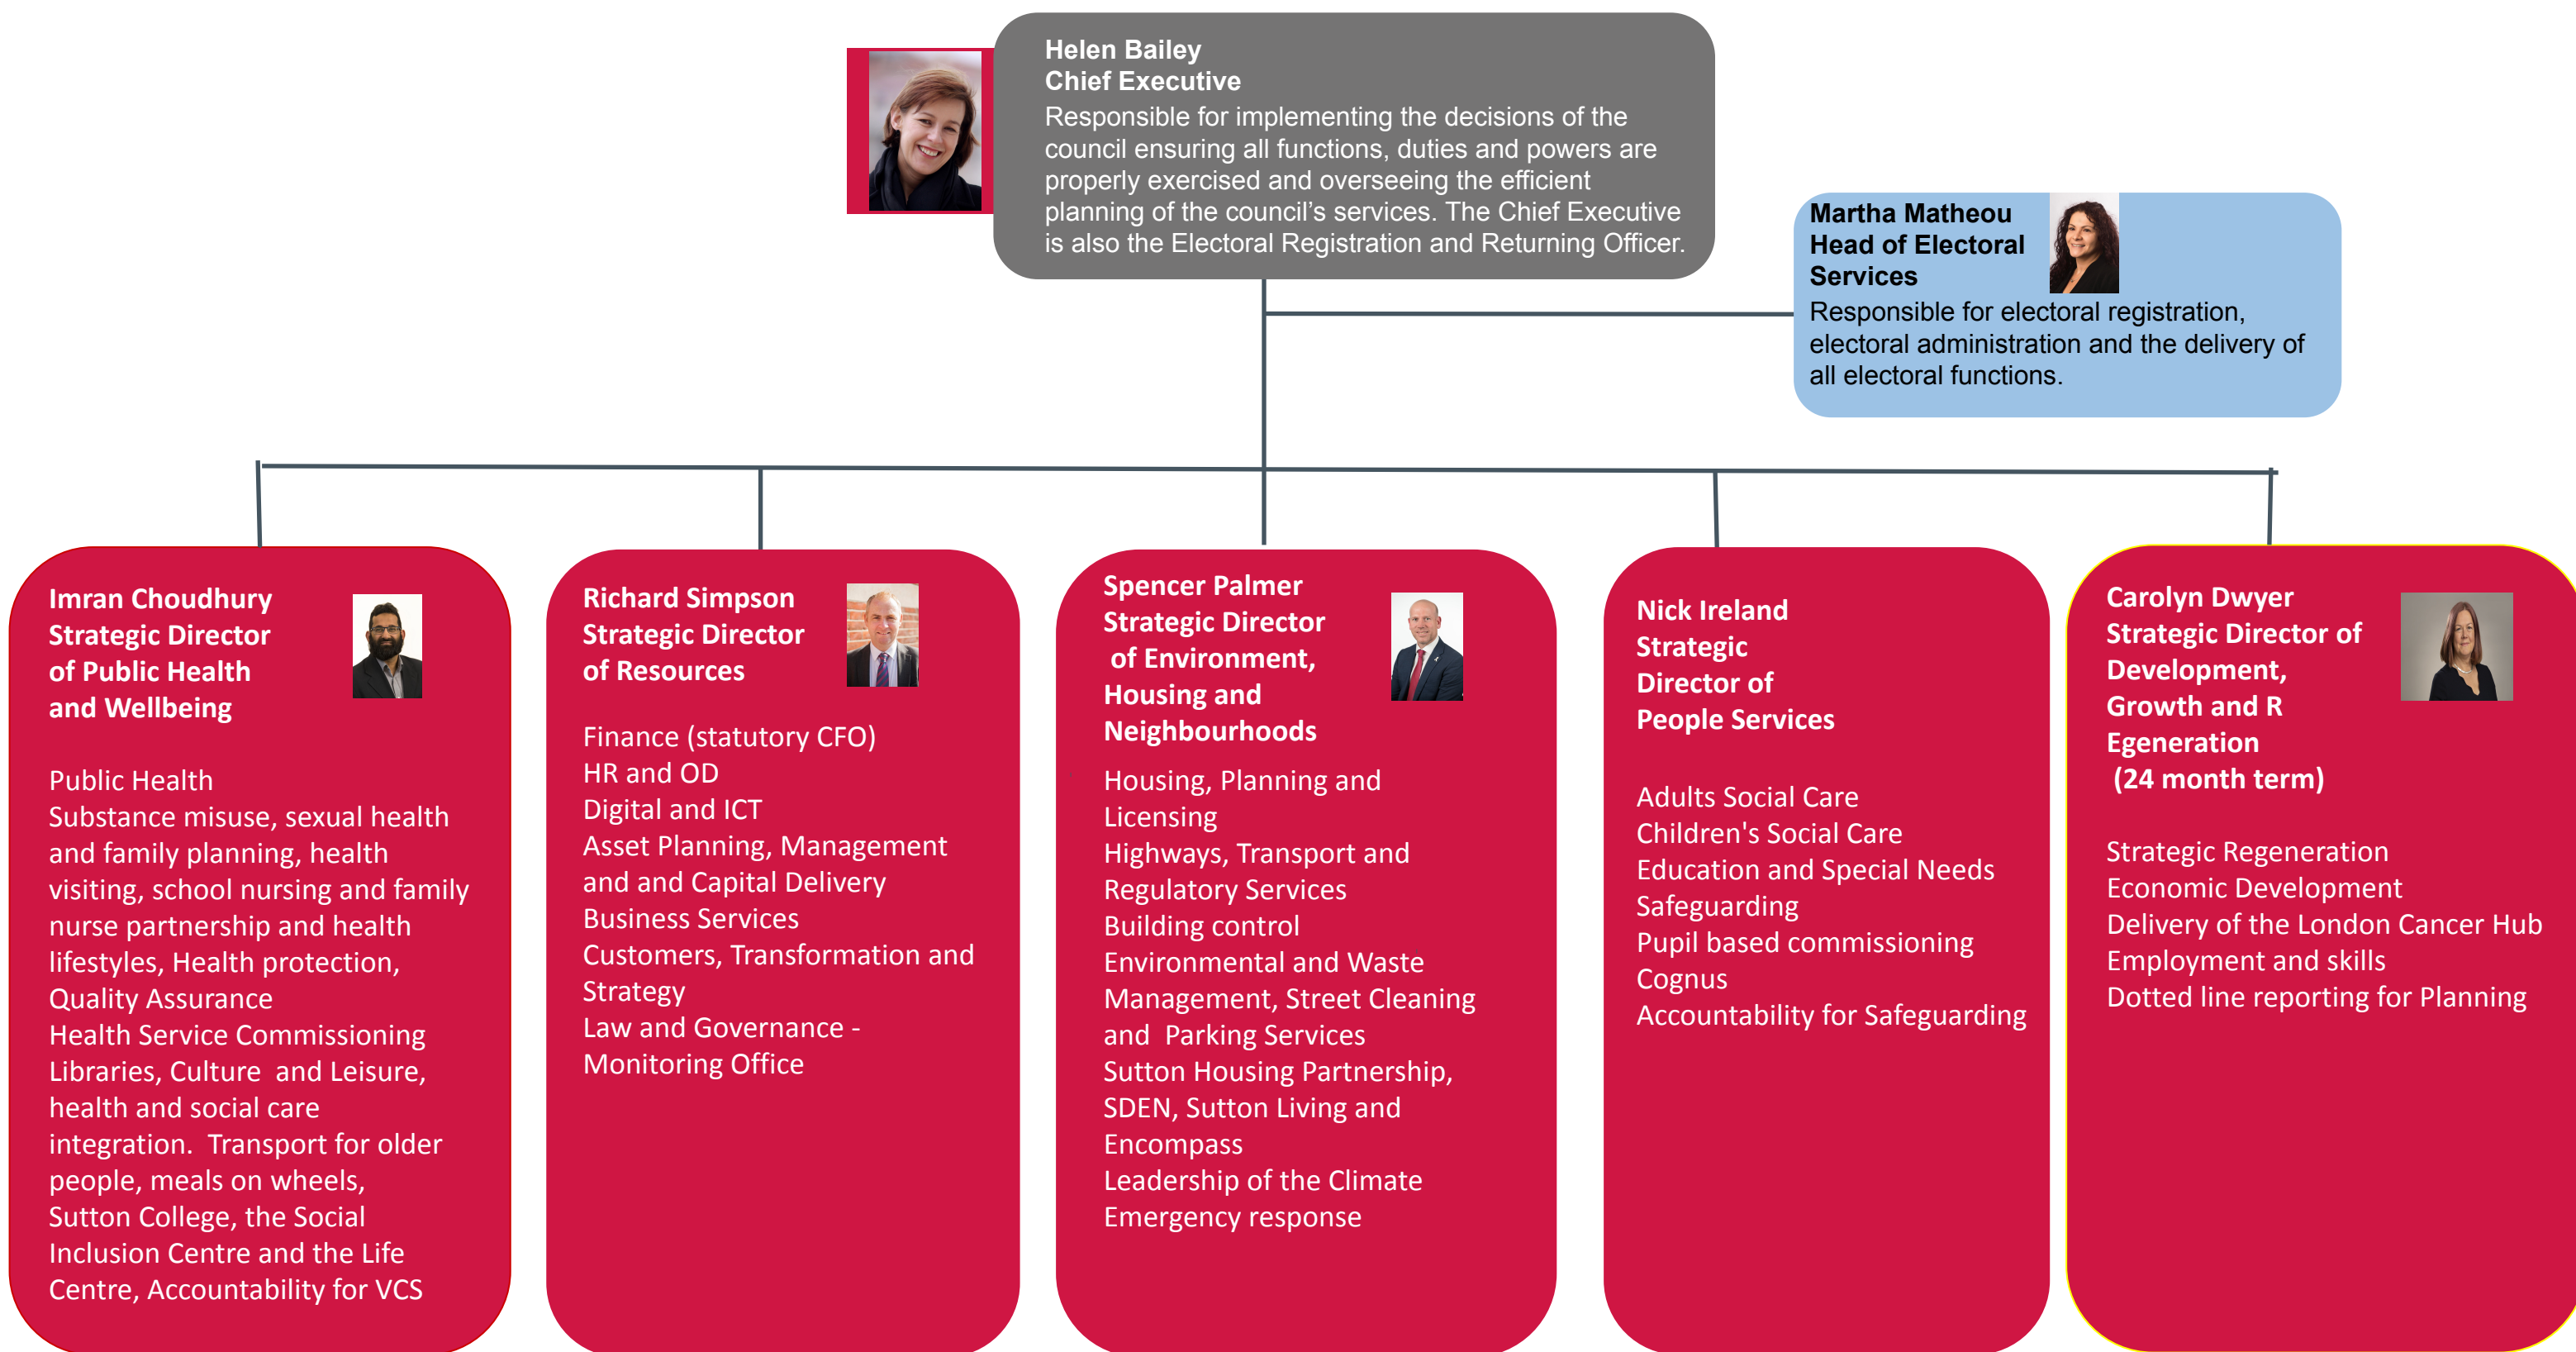 Helen Bailey
Chief Executive
Responsible for implementing the decisions of the
council ensuring all functions, duties and powers are
properly exercised and overseeing the efficient
planning of the council’s services. The Chief Executive
is also the Electoral Registration and Returning Officer.
Martha Matheou
Head of Electoral
Services
Responsible for electoral registration,
electoral administration and the delivery of
all electoral functions.
Imran Choudhury
Strategic Director
of Public Health
and Wellbeing
Public Health
Substance misuse, sexual health
and family planning, health
visiting, school nursing and family
nurse partnership and health
lifestyles, Health protection,
Quality Assurance
Health Service Commissioning
Libraries, Culture  and Leisure,
health and social care
integration.  Transport for older
people, meals on wheels,
Sutton College, the Social
Inclusion Centre and the Life
Centre, Accountability for VCS
Richard Simpson
Strategic Director
of Resources
Finance (statutory CFO)
HR and OD
Digital and ICT
Asset Planning, Management
and and Capital Delivery
Business Services
Customers, Transformation and
Strategy
Law and Governance -
Monitoring Office
Spencer Palmer
Strategic Director
of Environment,
Housing and
Neighbourhoods
Housing, Planning and
Licensing
Highways, Transport and
Regulatory Services
Building control
Environmental and Waste
Management, Street Cleaning
and  Parking Services
Sutton Housing Partnership,
SDEN, Sutton Living and
Encompass
Leadership of the Climate
Emergency response
Nick Ireland
Strategic
Director of
People Services
Adults Social Care
Children's Social Care
Education and Special Needs
Safeguarding
Pupil based commissioning
Cognus
Accountability for Safeguarding
Carolyn Dwyer
Strategic Director of
Development,
Growth and R
Egeneration
(24 month term)
Strategic Regeneration
Economic Development
Delivery of the London Cancer Hub
Employment and skills
Dotted line reporting for Planning